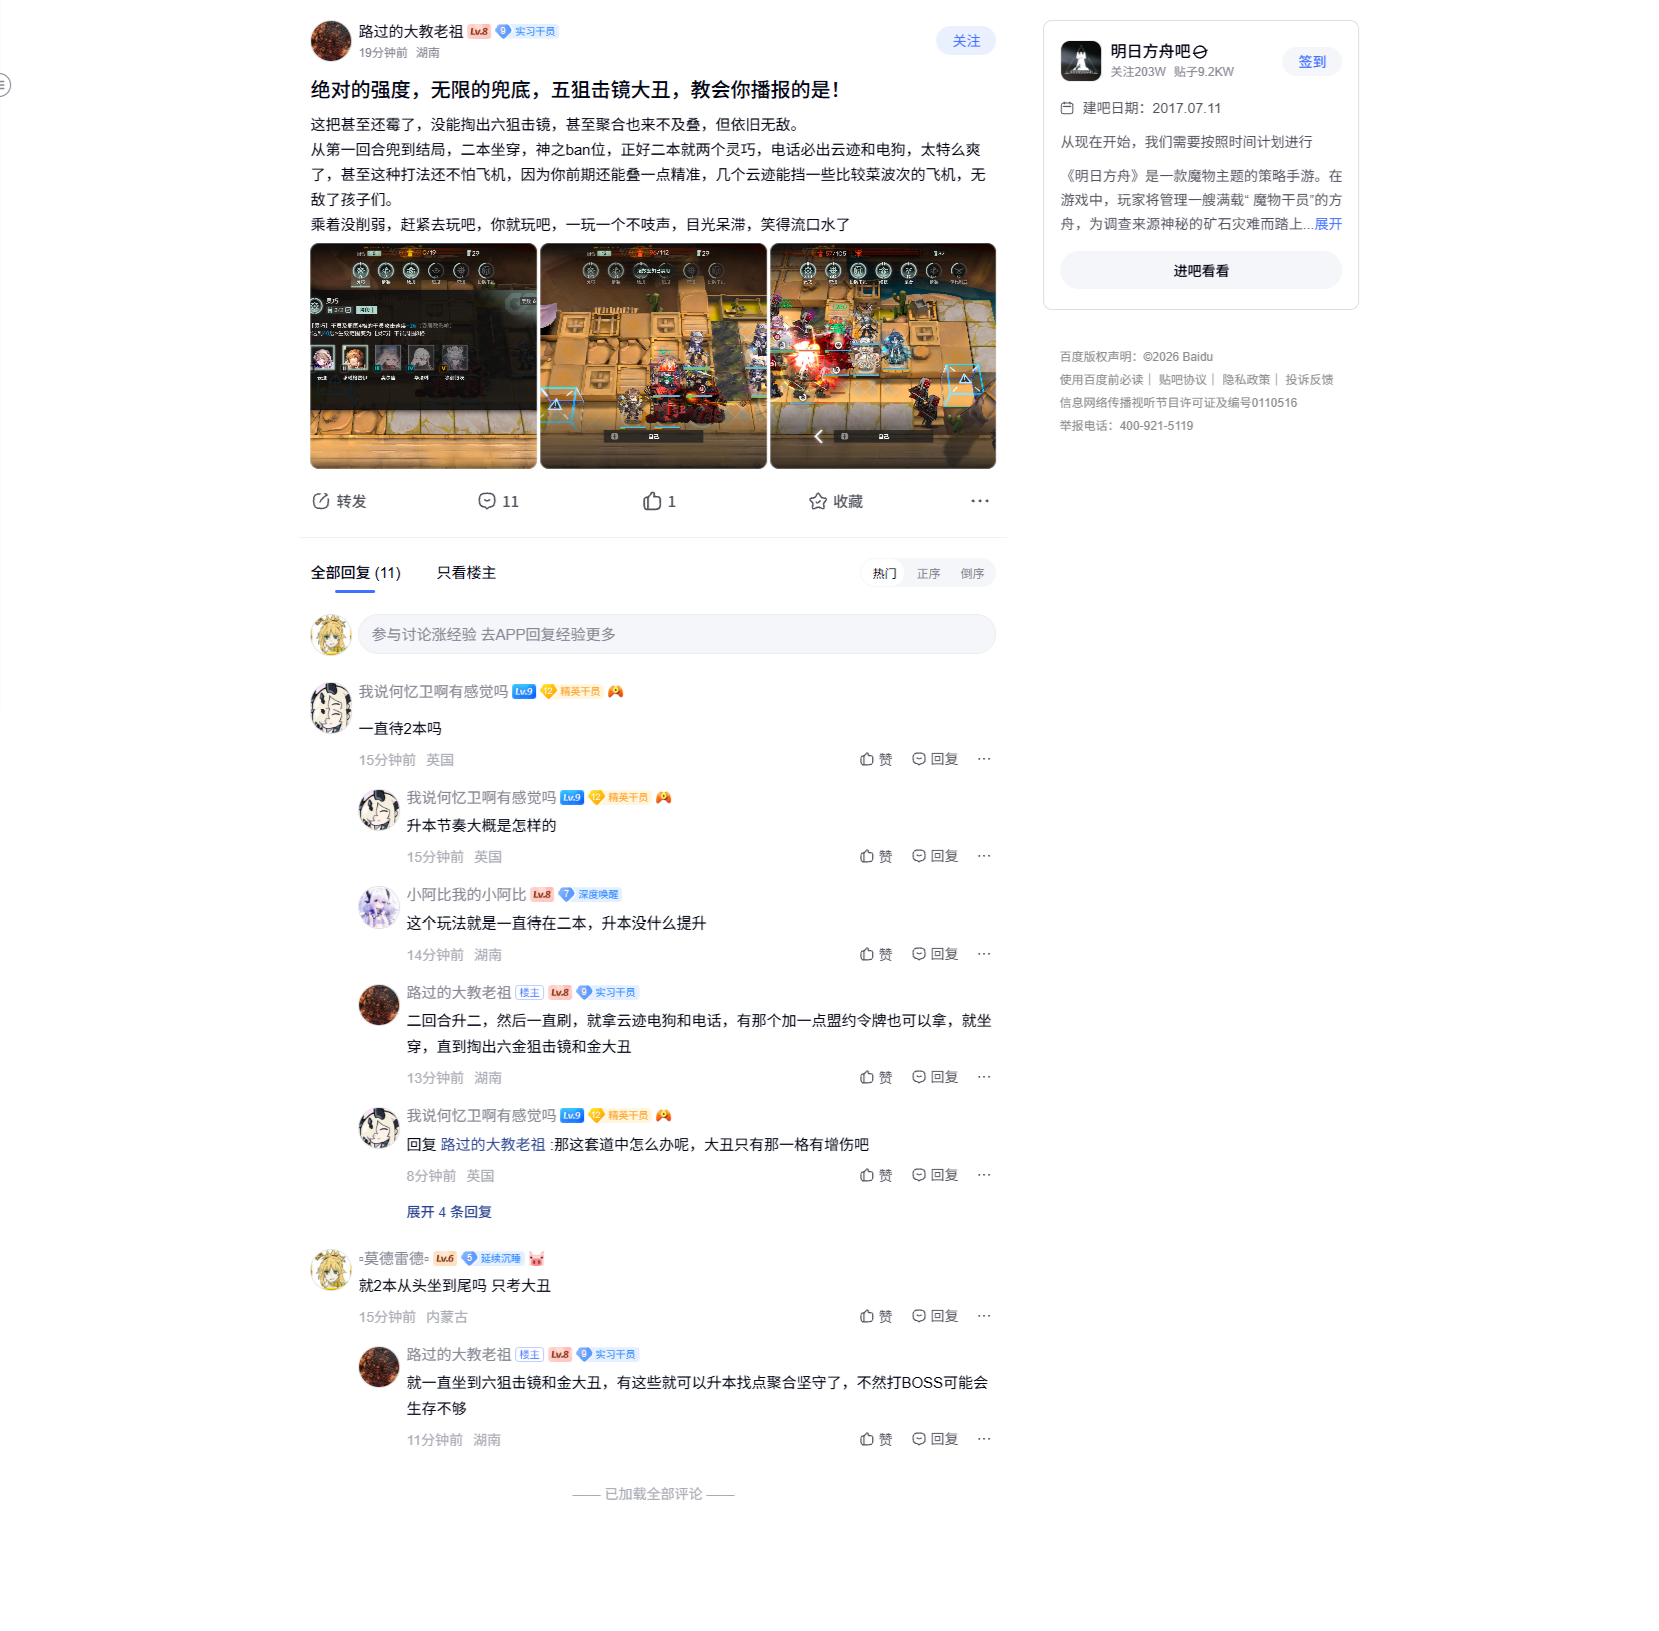 路过的大教老祖 Lv.8 9 实习干员
19分钟前 湖南
关注
绝对的强度，无限的兜底，五狙击镜大丑，教会你播报的是！
这把甚至还霉了，没能掏出六狙击镜，甚至聚合也来不及叠，但依旧无敌。
从第一回合兜到结局，二本坐穿，神之ban位，正好二本就两个灵巧，电话必出云迹和电狗，太特么爽
了，甚至这种打法还不怕飞机，因为你前期还能叠一点精准，几个云迹能挡一些比较菜波次的飞机，无
敌了孩子们。
乘着没削弱，赶紧去玩吧，你就玩吧，一玩一个不吱声，目光呆滞，笑得流口水了
0/19
29
灵巧
96/112
29
自己
57/105
自己
转发
11
1
收藏
全部回复 (11)
只看楼主
热门 正序 倒序
参与讨论涨经验 去APP回复经验更多
我说何忆卫啊有感觉吗 Lv.9 12 精英干员
一直待2本吗
15分钟前 英国
赞 回复
我说何忆卫啊有感觉吗 Lv.9 12 精英干员
升本节奏大概是怎样的
15分钟前 英国
赞 回复
小阿比我的小阿比 Lv.8 7 深度唤醒
这个玩法就是一直待在二本，升本没什么提升
14分钟前 湖南
赞 回复
路过的大教老祖 楼主 Lv.8 9 实习干员
二回合升二，然后一直刷，就拿云迹电狗和电话，有那个加一点盟约令牌也可以拿，就坐
穿，直到掏出六金狙击镜和金大丑
13分钟前 湖南
赞 回复
我说何忆卫啊有感觉吗 Lv.9 12 精英干员
回复 路过的大教老祖 :那这套道中怎么办呢，大丑只有那一格有增伤吧
8分钟前 英国
赞 回复
展开 4 条回复
▫莫德雷德▫ Lv.6 5 延续沉睡
就2本从头坐到尾吗 只考大丑
15分钟前 内蒙古
赞 回复
路过的大教老祖 楼主 Lv.8 9 实习干员
就一直坐到六狙击镜和金大丑，有这些就可以升本找点聚合坚守了，不然打BOSS可能会
生存不够
11分钟前 湖南
赞 回复
—— 已加载全部评论 ——
明日方舟吧
关注203W 贴子9.2KW
签到
建吧日期：2017.07.11
从现在开始，我们需要按照时间计划进行
《明日方舟》是一款魔物主题的策略手游。在
游戏中，玩家将管理一艘满载“ 魔物干员”的方
舟，为调查来源神秘的矿石灾难而踏上...展开
进吧看看
百度版权声明：©2026 Baidu
使用百度前必读| 贴吧协议| 隐私政策| 投诉反馈
信息网络传播视听节目许可证及编号0110516
举报电话：400-921-5119